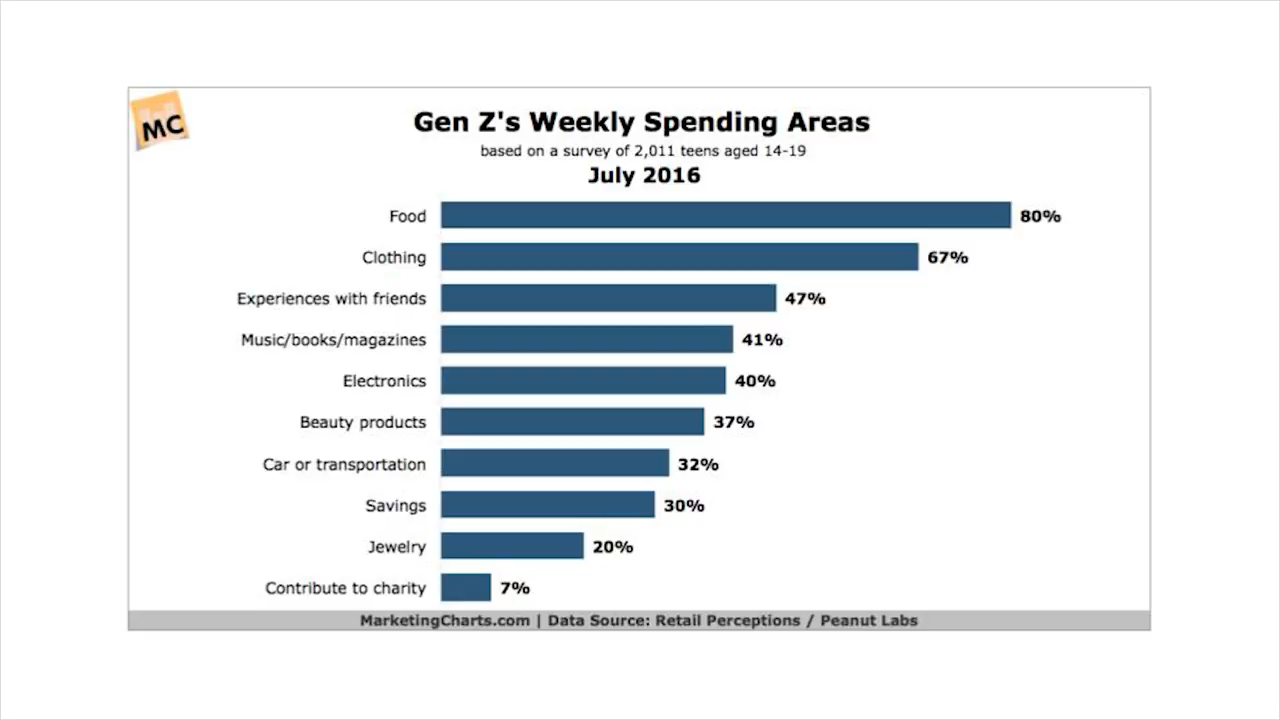 MC
Gen Z's Weekly Spending Areas
based on a survey of 2,011 teens aged 14-19
July 2016
Food 80%
Clothing 67%
Experiences with friends 47%
Music/books/magazines 41%
Electronics 40%
Beauty products 37%
Car or transportation 32%
Savings 30%
Jewelry 20%
Contribute to charity 7%
MarketingCharts.com | Data Source: Retail Perceptions / Peanut Labs